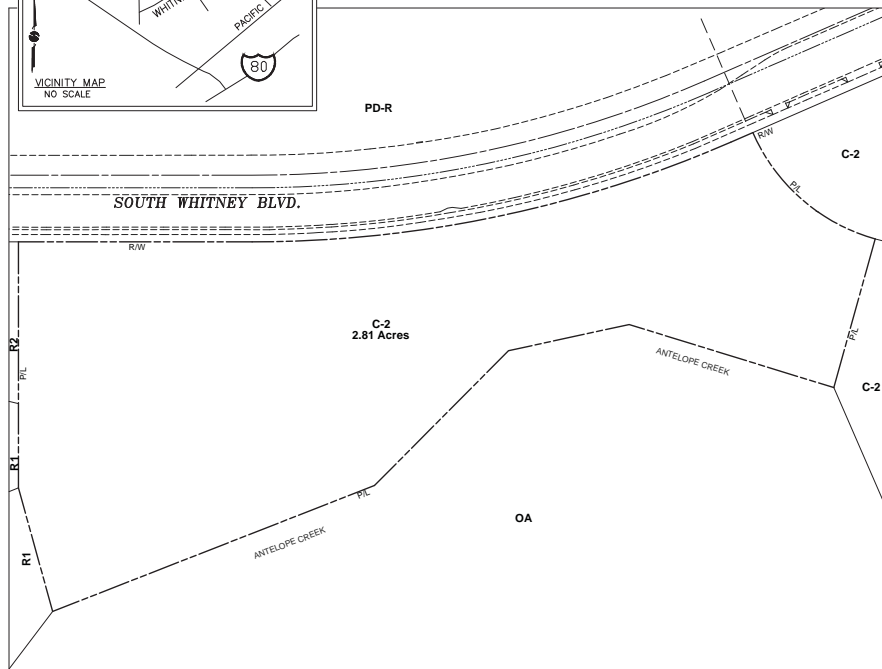 PACIFIC
80
VICINITY MAP
NO SCALE
PD-R
R/W
C-2
P/L
SOUTH WHITNEY BLVD.
R/W
C-2
2.81 Acres
R2
P/L
P/L
ANTELOPE CREEK
C-2
R1
P/L
OA
ANTELOPE CREEK
R1